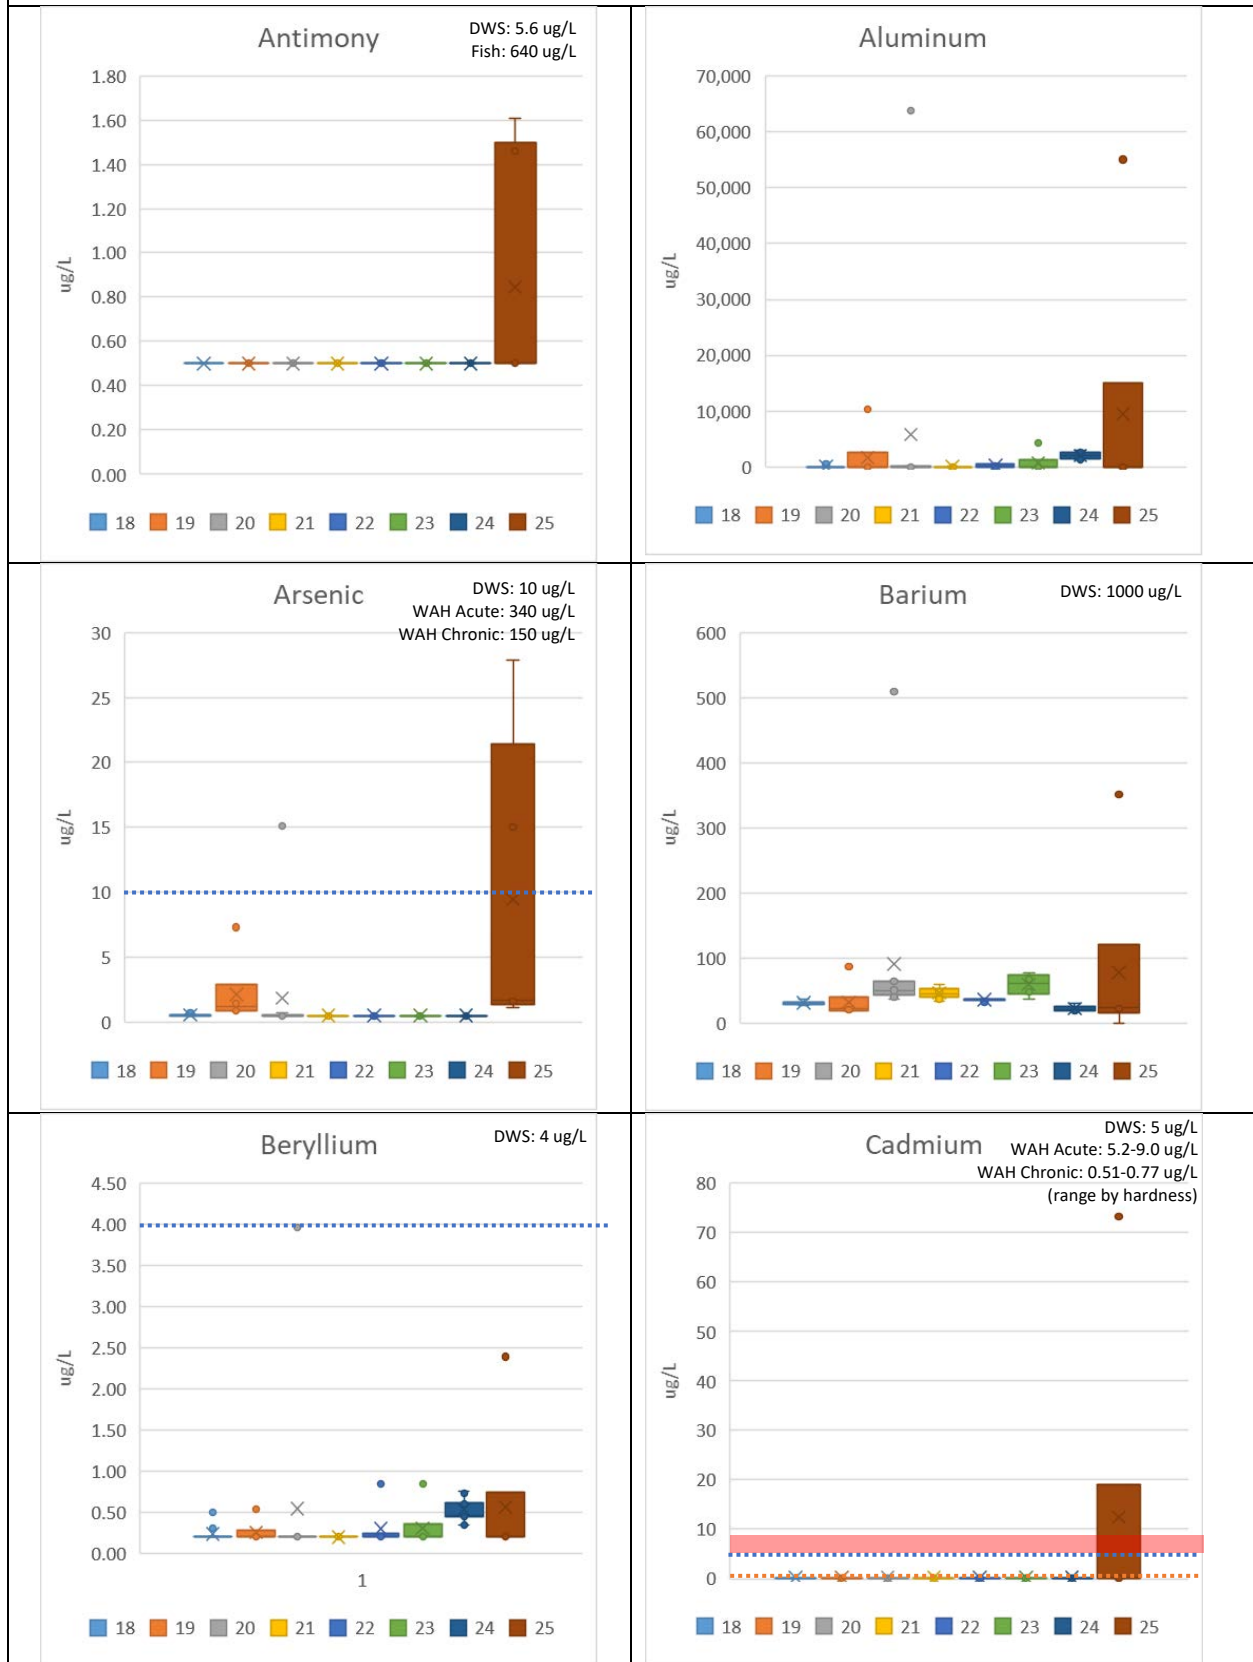 Antimony
DWS: 5.6 ug/L
Fish: 640 ug/L
1.80
1.60
1.40
1.20
1.00
0.80
0.60
0.40
0.20
0.00
ug/L
18 19 20 21 22 23 24 25
Aluminum
70,000
60,000
50,000
40,000
30,000
20,000
10,000
0
ug/L
18 19 20 21 22 23 24 25
Arsenic
DWS: 10 ug/L
WAH Acute: 340 ug/L
WAH Chronic: 150 ug/L
30
25
20
15
10
5
0
ug/L
18 19 20 21 22 23 24 25
Barium
DWS: 1000 ug/L
600
500
400
300
200
100
0
ug/L
18 19 20 21 22 23 24 25
Beryllium
DWS: 4 ug/L
4.50
4.00
3.50
3.00
2.50
2.00
1.50
1.00
0.50
0.00
ug/L
1
18 19 20 21 22 23 24 25
Cadmium
DWS: 5 ug/L
WAH Acute: 5.2-9.0 ug/L
WAH Chronic: 0.51-0.77 ug/L
(range by hardness)
80
70
60
50
40
30
20
10
0
ug/L
18 19 20 21 22 23 24 25